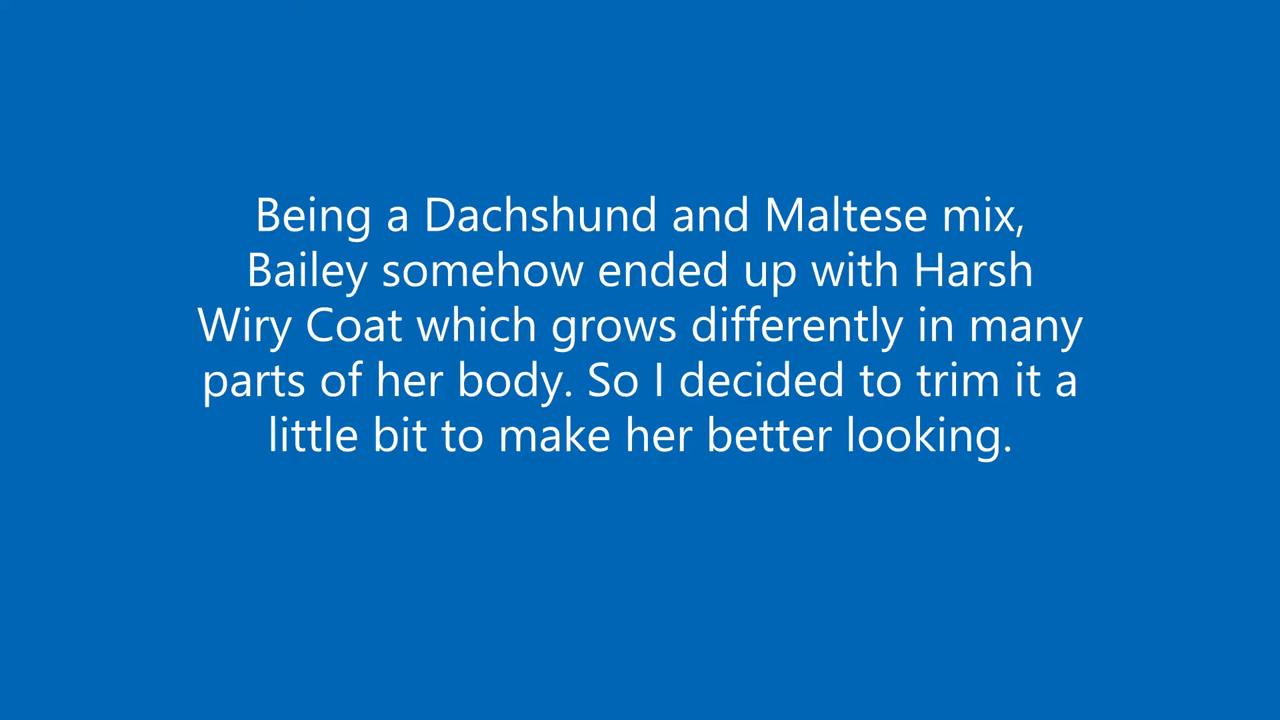 Being a Dachshund and Maltese mix,
Bailey somehow ended up with Harsh
Wiry Coat which grows differently in many
parts of her body. So I decided to trim it a
little bit to make her better looking.